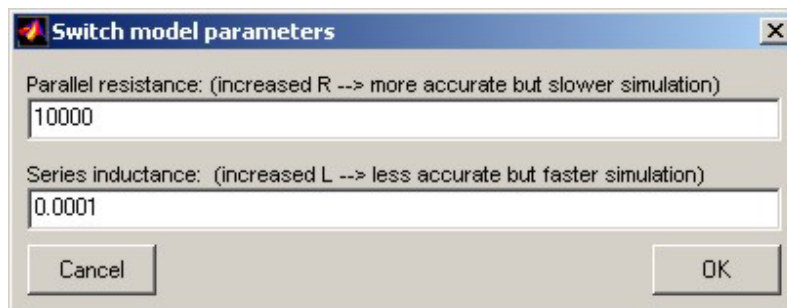 Switch model parameters
Parallel resistance: (increased R --> more accurate but slower simulation)
10000
Series inductance: (increased L --> less accurate but faster simulation)
0.0001
Cancel OK